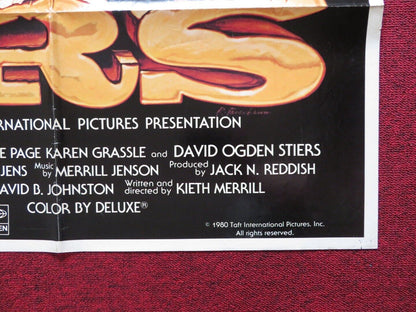 ERS
RNATIONAL PICTURES PRESENTATION
E PAGE KAREN GRASSLE and DAVID OGDEN STIERS
JENS Music by MERRILL JENSON Produced by JACK N. REDDISH
AVID B. JOHNSTON Written and directed by KIETH MERRILL
EEN COLOR BY DELUXE®
© 1980 Taft International Pictures, Inc.
All rights reserved.